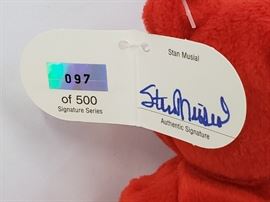 097
of 500
Signature Series
Stan Musial
Stan Musial
Authentic Signature